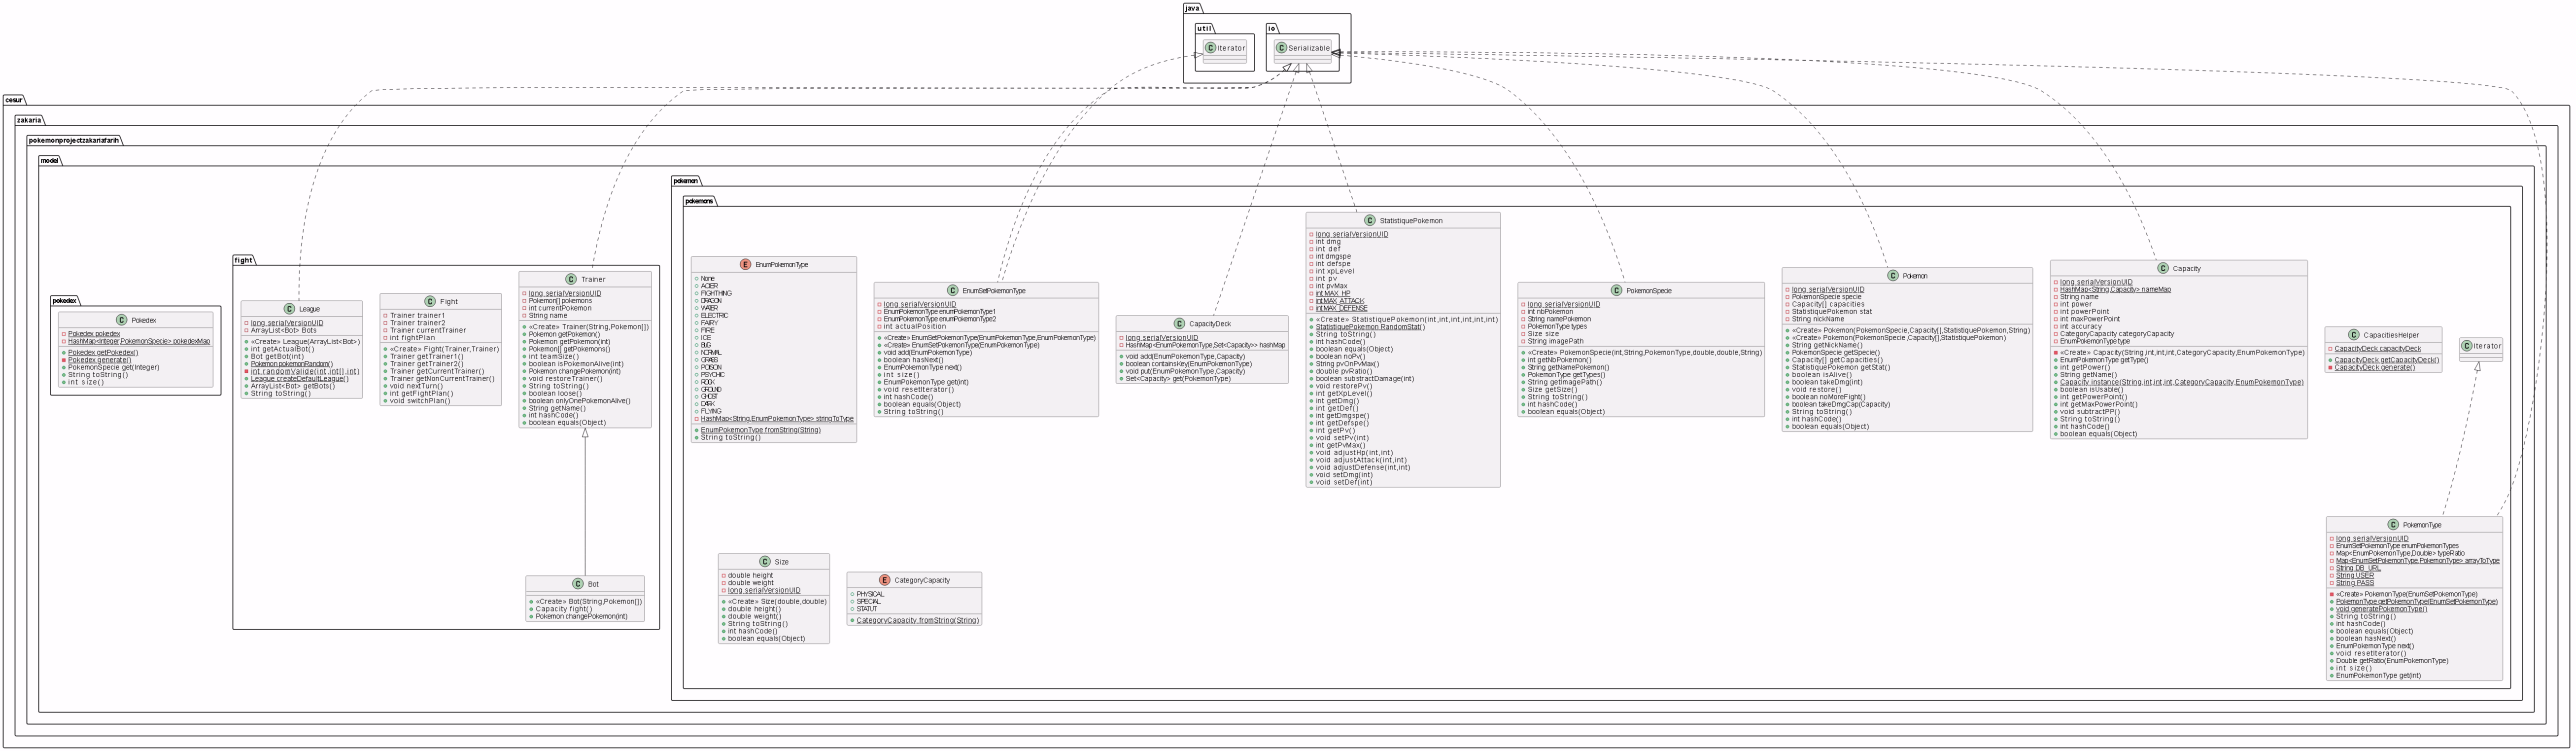 java
util
io
Iterator
Serializable
cesur
zakaria
pokemonprojectzakariafarih
model
pokemon
pokemons
fight
pokedex
Pokedex
Pokedex pokedex
HashMap<Integer,PokemonSpecie> pokedexMap
Pokedex getPokedex()
Pokedex generate()
PokemonSpecie get(Integer)
String toString()
int size()
League
long serialVersionUID
ArrayList<Bot> Bots
<<Create>> League(ArrayList<Bot>)
int getActualBot()
Bot getBot(int)
Pokemon pokemonRandom()
int randomValide(int,int[],int)
League createDefaultLeague()
ArrayList<Bot> getBots()
String toString()
Fight
Trainer trainer1
Trainer trainer2
Trainer currentTrainer
int fightPlan
<<Create>> Fight(Trainer,Trainer)
Trainer getTrainer1()
Trainer getTrainer2()
Trainer getCurrentTrainer()
Trainer getNonCurrentTrainer()
void nextTurn()
int getFightPlan()
void switchPlan()
Trainer
long serialVersionUID
Pokemon[] pokemons
int currentPokemon
String name
<<Create>> Trainer(String,Pokemon[])
Pokemon getPokemon()
Pokemon getPokemon(int)
Pokemon[] getPokemons()
int teamSize()
boolean isPokemonAlive(int)
Pokemon changePokemon(int)
void restoreTrainer()
String toString()
boolean loose()
boolean onlyOnePokemonAlive()
String getName()
int hashCode()
boolean equals(Object)
Bot
<<Create>> Bot(String,Pokemon[])
Capacity fight()
Pokemon changePokemon(int)
EnumPokemonType
None
ACIER
FIGHTHING
DRAGON
WATER
ELECTRIC
FAIRY
FIRE
ICE
BUG
NORMAL
GRASS
POISON
PSYCHIC
ROCK
GROUND
GHOST
DARK
FLYING
HashMap<String,EnumPokemonType> stringToType
EnumPokemonType fromString(String)
String toString()
EnumSetPokemonType
long serialVersionUID
EnumPokemonType enumPokemonType1
EnumPokemonType enumPokemonType2
int actualPosition
<<Create>> EnumSetPokemonType(EnumPokemonType,EnumPokemonType)
<<Create>> EnumSetPokemonType(EnumPokemonType)
void add(EnumPokemonType)
boolean hasNext()
EnumPokemonType next()
int size()
EnumPokemonType get(int)
void resetIterator()
int hashCode()
boolean equals(Object)
String toString()
CapacityDeck
long serialVersionUID
HashMap<EnumPokemonType,Set<Capacity>> hashMap
void add(EnumPokemonType,Capacity)
boolean containsKey(EnumPokemonType)
void put(EnumPokemonType,Capacity)
Set<Capacity> get(PokemonType)
StatistiquePokemon
long serialVersionUID
int dmg
int def
int dmgspe
int defspe
int xpLevel
int pv
int pvMax
int MAX_HP
int MAX_ATTACK
int MAX_DEFENSE
<<Create>> StatistiquePokemon(int,int,int,int,int,int)
StatistiquePokemon RandomStat()
String toString()
int hashCode()
boolean equals(Object)
boolean noPv()
String pvOnPvMax()
double pvRatio()
boolean substractDamage(int)
void restorePv()
int getXpLevel()
int getDmg()
int getDef()
int getDmgspe()
int getDefspe()
int getPv()
void setPv(int)
int getPvMax()
void adjustHp(int,int)
void adjustAttack(int,int)
void adjustDefense(int,int)
void setDmg(int)
void setDef(int)
PokemonSpecie
long serialVersionUID
int nbPokemon
String namePokemon
PokemonType types
Size size
String imagePath
<<Create>> PokemonSpecie(int,String,PokemonType,double,double,String)
int getNbPokemon()
String getNamePokemon()
PokemonType getTypes()
String getImagePath()
Size getSize()
String toString()
int hashCode()
boolean equals(Object)
Pokemon
long serialVersionUID
PokemonSpecie specie
Capacity[] capacities
StatistiquePokemon stat
String nickName
<<Create>> Pokemon(PokemonSpecie,Capacity[],StatistiquePokemon,String)
<<Create>> Pokemon(PokemonSpecie,Capacity[],StatistiquePokemon)
String getNickName()
PokemonSpecie getSpecie()
Capacity[] getCapacities()
StatistiquePokemon getStat()
boolean isAlive()
boolean takeDmg(int)
void restore()
boolean noMoreFight()
boolean takeDmgCap(Capacity)
String toString()
int hashCode()
boolean equals(Object)
Capacity
long serialVersionUID
HashMap<String,Capacity> nameMap
String name
int power
int powerPoint
int maxPowerPoint
int accuracy
CategoryCapacity categoryCapacity
EnumPokemonType type
<<Create>> Capacity(String,int,int,int,CategoryCapacity,EnumPokemonType)
EnumPokemonType getType()
int getPower()
String getName()
Capacity instance(String,int,int,int,CategoryCapacity,EnumPokemonType)
boolean isUsable()
int getPowerPoint()
int getMaxPowerPoint()
void subtractPP()
String toString()
int hashCode()
boolean equals(Object)
CapacitiesHelper
CapacityDeck capacityDeck
CapacityDeck getCapacityDeck()
CapacityDeck generate()
Iterator
PokemonType
long serialVersionUID
EnumSetPokemonType enumPokemonTypes
Map<EnumPokemonType,Double> typeRatio
Map<EnumSetPokemonType,PokemonType> arrayToType
String DB_URL
String USER
String PASS
<<Create>> PokemonType(EnumSetPokemonType)
PokemonType getPokemonType(EnumSetPokemonType)
void generatePokemonType()
String toString()
int hashCode()
boolean equals(Object)
boolean hasNext()
EnumPokemonType next()
void resetIterator()
Double getRatio(EnumPokemonType)
int size()
EnumPokemonType get(int)
Size
double height
double weight
long serialVersionUID
<<Create>> Size(double,double)
double height()
double weight()
String toString()
int hashCode()
boolean equals(Object)
CategoryCapacity
PHYSICAL
SPECIAL
STATUT
CategoryCapacity fromString(String)